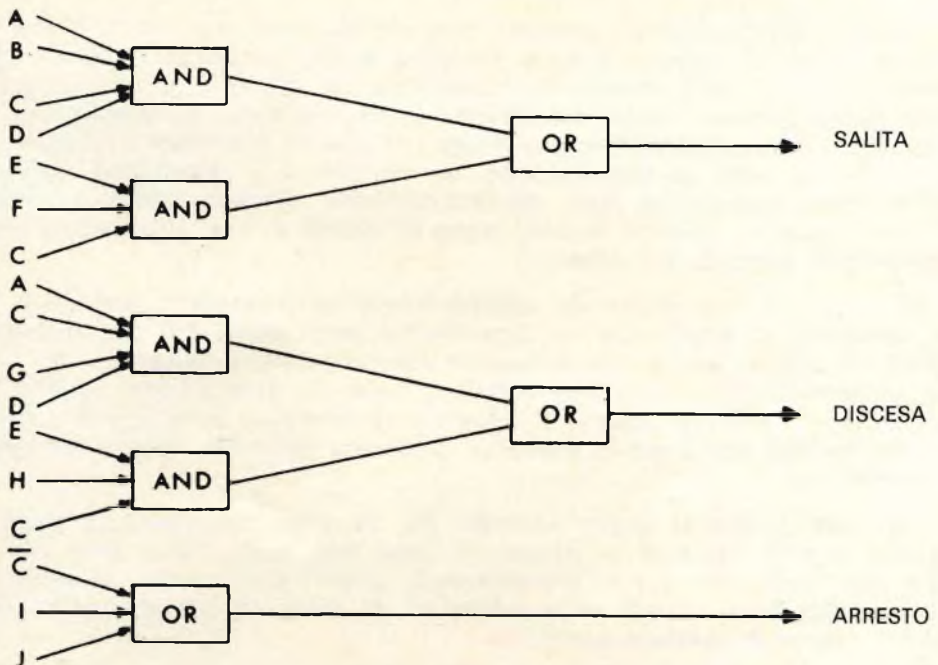 A
B
C
D
AND
E
F
C
AND
OR
SALITA
A
C
G
D
AND
E
H
C
AND
OR
DISCESA
C̅
I
J
OR
ARRESTO